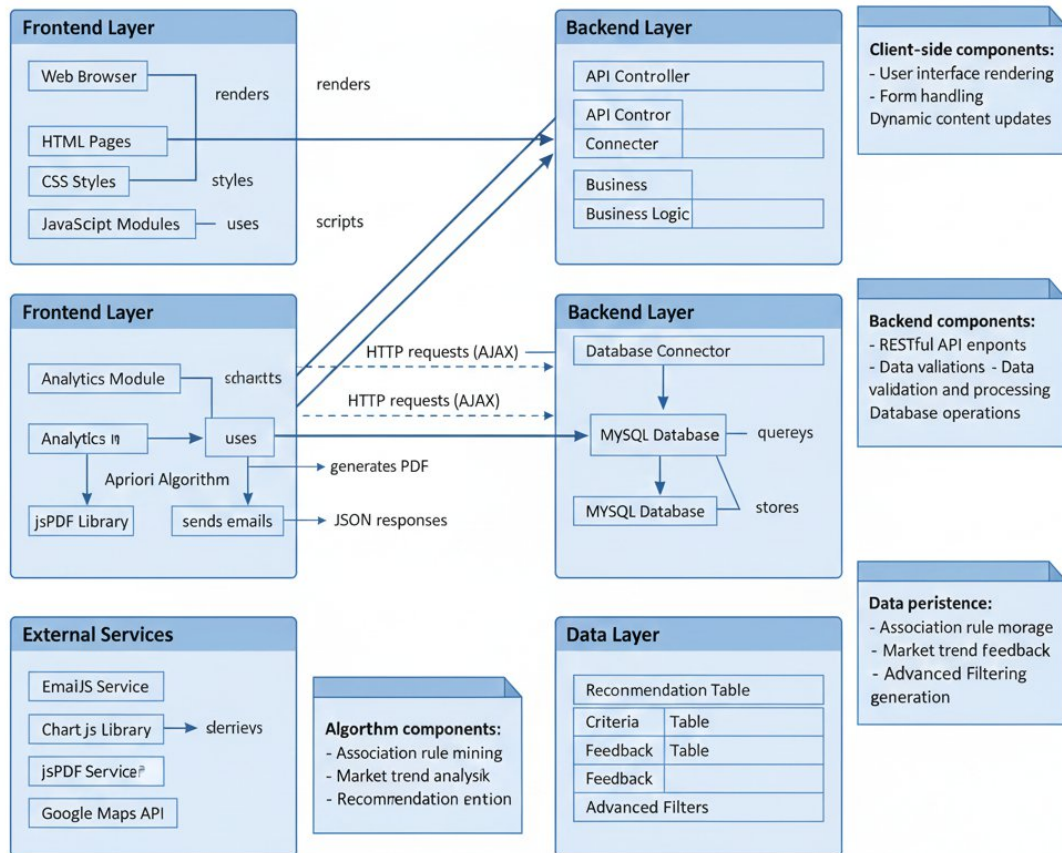 Frontend Layer
Web Browser
renders
HTML Pages
CSS Styles
styles
JavaScipt Modules
uses
renders
scripts
Backend Layer
API Controller
API Contror
Connecter
Business
Business Logic
Client-side components:
- User interface rendering
- Form handling
Dynamic content updates
Frontend Layer
Analytics Module
Analytics
uses
Apriori Algorithm
jsPDF Library
sends emails
HTTP requests (AJAX)
HTTP requests (AJAX)
generates PDF
JSON responses
Backend Layer
Database Connector
MySQL Database
quereys
MYSQL Database
stores
Backend components:
- RESTful API enponts
- Data valliations - Data
validation and processing
Database operations
External Services
EmaiJS Service
Chart js Library
jsPDF Service
Google Maps API
Algorthm components:
- Association rule mining
- Market trend analysik
- Recommendation
Data Layer
Reconmendation Table
Criteria Table
Feedback Table
Feedback
Advanced Filters
Data peristence:
- Association rule morage
- Market trend feedback
- Advanced Filtering
generation